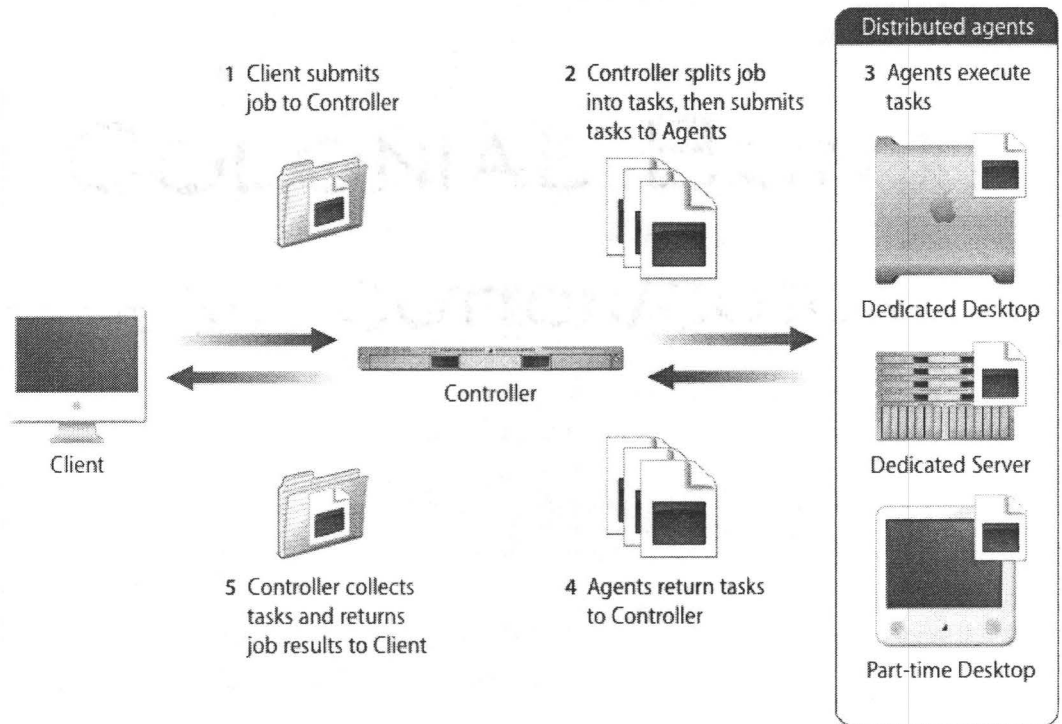 Distributed agents
1 Client submits
job to Controller
2 Controller splits job
into tasks, then submits
tasks to Agents
3 Agents execute
tasks
Dedicated Desktop
Controller
Client
Dedicated Server
5 Controller collects
tasks and returns
job results to Client
4 Agents return tasks
to Controller
Part-time Desktop